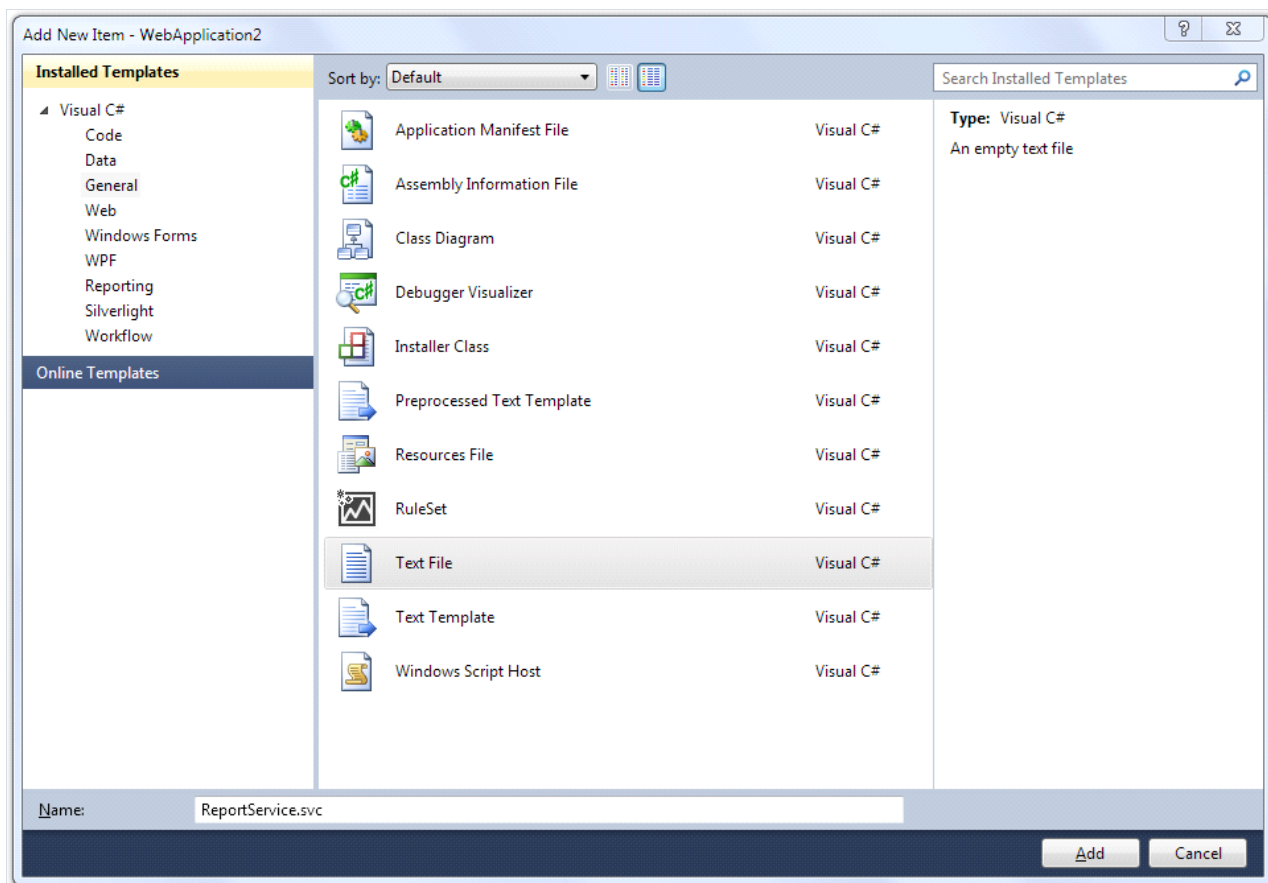 Add New Item - WebApplication2
Installed Templates
Visual C#
Code
Data
General
Web
Windows Forms
WPF
Reporting
Silverlight
Workflow
Online Templates
Sort by: Default
Application Manifest File Visual C#
Assembly Information File Visual C#
Class Diagram Visual C#
Debugger Visualizer Visual C#
Installer Class Visual C#
Preprocessed Text Template Visual C#
Resources File Visual C#
RuleSet Visual C#
Text File Visual C#
Text Template Visual C#
Windows Script Host Visual C#
Search Installed Templates
Type: Visual C#
An empty text file
Name: ReportService.svc
Add Cancel